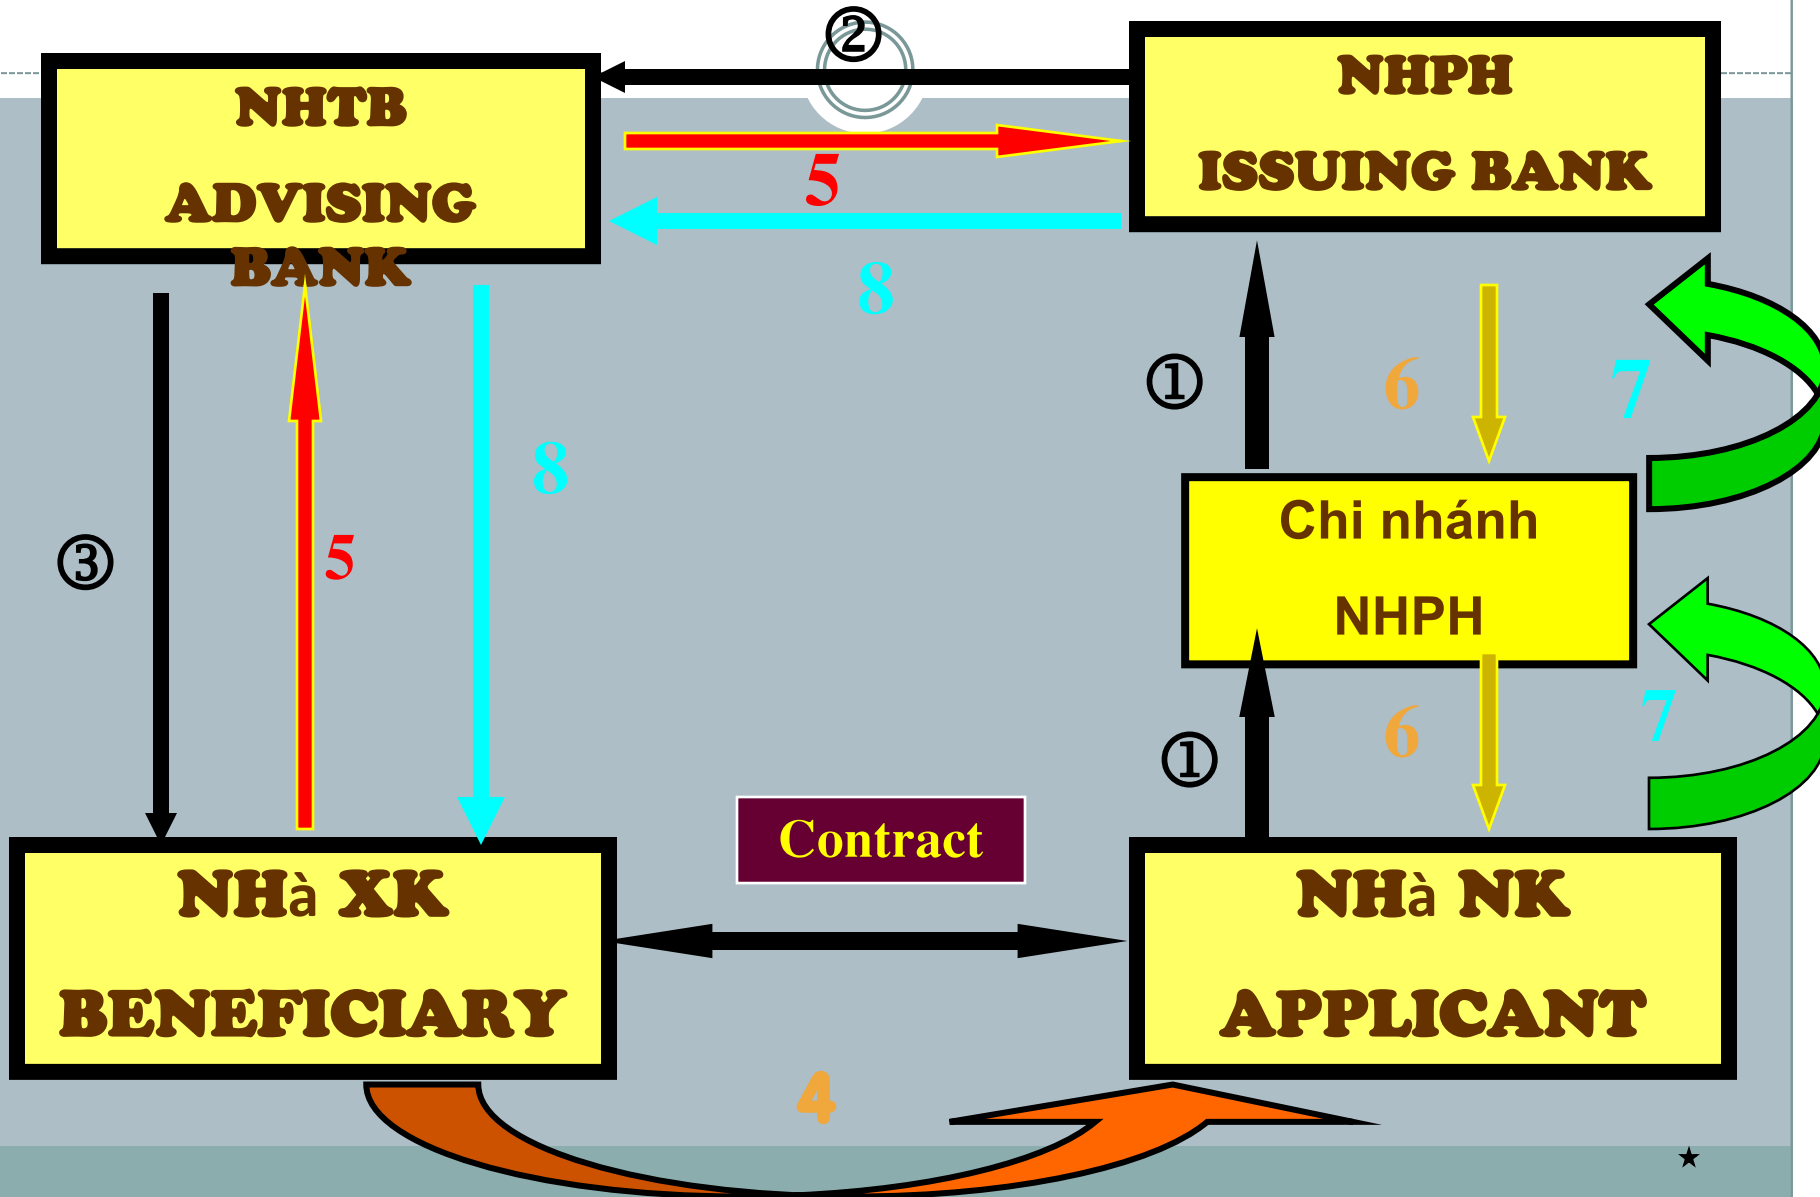 ②
NHTB
ADVISING
BANK
NHPH
ISSUING BANK
5
8
①
6
7
8
③
5
Chi nhánh
NHPH
①
6
7
Contract
NHà XK
BENEFICIARY
NHà NK
APPLICANT
4